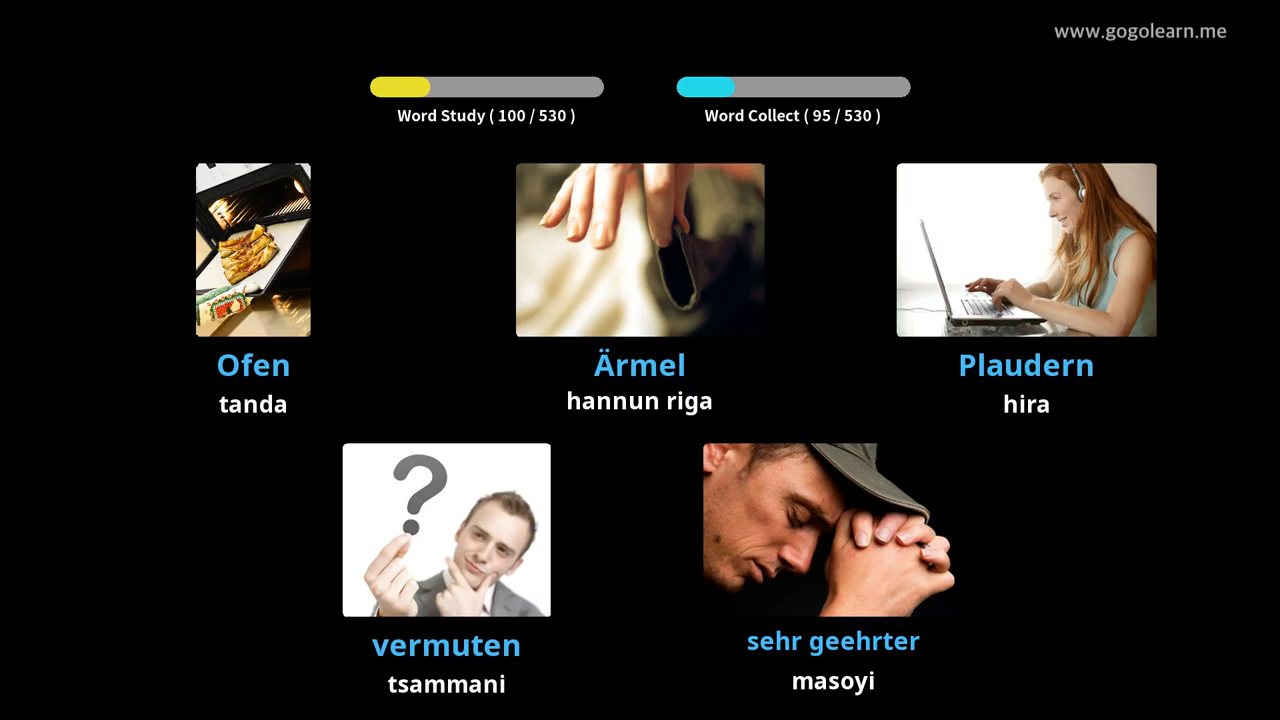 www.gogolearn.me
Word Study ( 100 / 530 )
Word Collect ( 95 / 530 )
Ofen
tanda
Ärmel
hannun riga
Plaudern
hira
vermuten
tsammani
sehr geehrter
masoyi